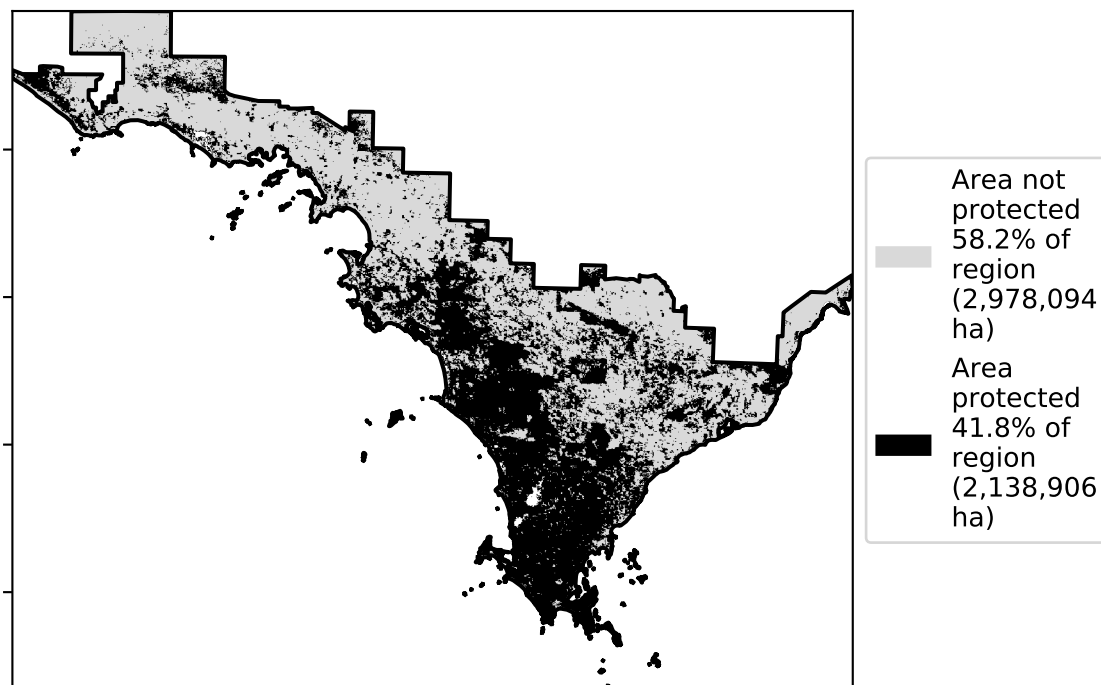 Area not
protected
58.2% of
region
(2,978,094
ha)
Area
protected
41.8% of
region
(2,138,906
ha)